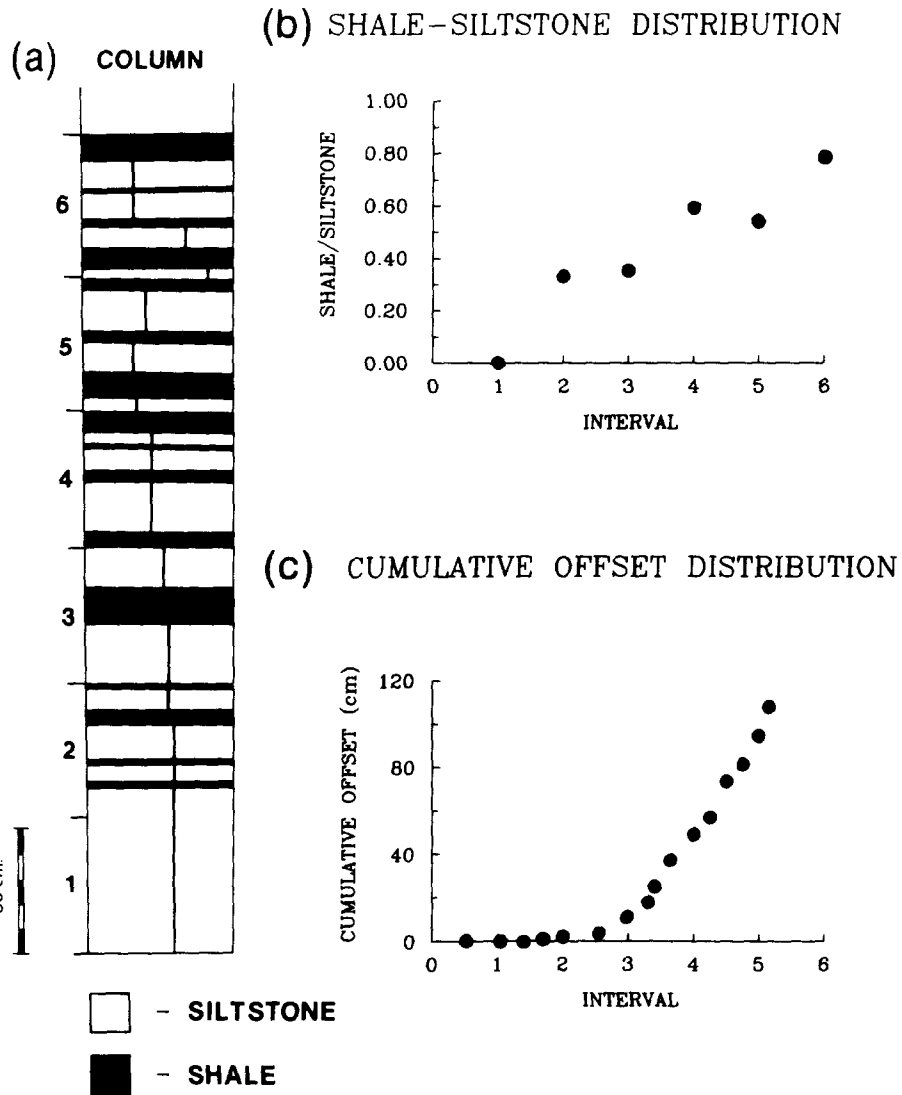 (a) COLUMN
6
5
4
3
2
1
- SILTSTONE
- SHALE
(b) SHALE-SILTSTONE DISTRIBUTION
SHALE/SILTSTONE
1.00
0.80
0.60
0.40
0.20
0.00
0 1 2 3 4 5 6
INTERVAL
(c) CUMULATIVE OFFSET DISTRIBUTION
CUMULATIVE OFFSET (cm)
120
80
40
0
0 1 2 3 4 5 6
INTERVAL